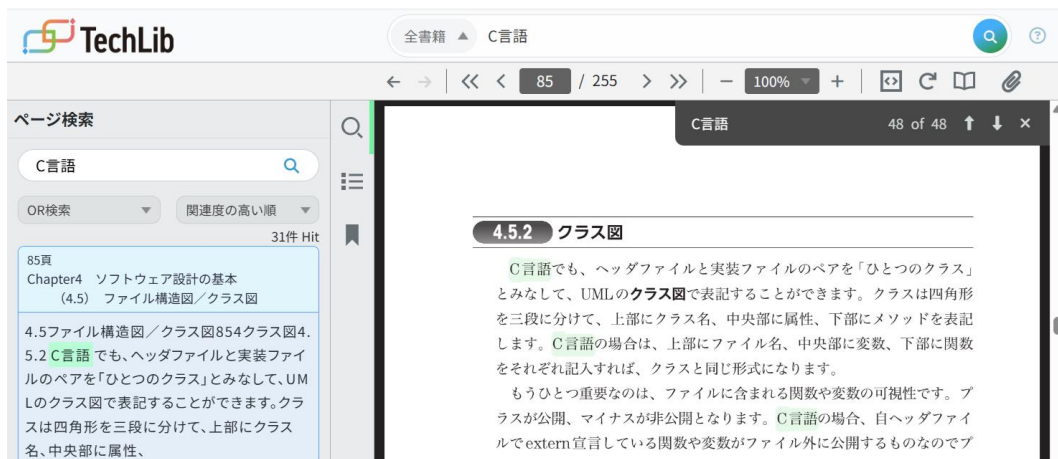 TechLib
全書籍 ▲ C言語
85 / 255
100%
ページ検索
C言語
OR検索
関連度の高い順
31件 Hit
85頁
Chapter4 ソフトウェア設計の基本
(4.5) ファイル構造図／クラス図
4.5ファイル構造図／クラス図854クラス図4.
5.2 C言語 でも、ヘッダファイルと実装ファイ
ルのペアを「ひとつのクラス」とみなして、UM
Lのクラス図で表記することができます。クラ
スは四角形を三段に分けて、上部にクラス
名、中央部に属性、
C言語
48 of 48
4.5.2 クラス図
C言語でも、ヘッダファイルと実装ファイルのペアを「ひとつのクラス」
とみなして、UMLのクラス図で表記することができます。クラスは四角形
を三段に分けて、上部にクラス名、中央部に属性、下部にメソッドを表記
します。C言語の場合は、上部にファイル名、中央部に変数、下部に関数
をそれぞれ記入すれば、クラスと同じ形式になります。
もうひとつ重要なのは、ファイルに含まれる関数や変数の可視性です。プ
ラスが公開、マイナスが非公開となります。C言語の場合、自ヘッダファイ
ルでextern宣言している関数や変数がファイル外に公開するものなのでプ